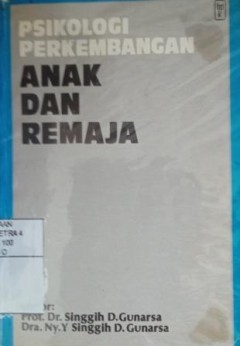 PSIKOLOGI
PERKEMBANGAN
ANAK
DAN
REMAJA
Prof. Dr. Singgih D.Gunarsa
Dra. Ny.Y Singgih D.Gunarsa